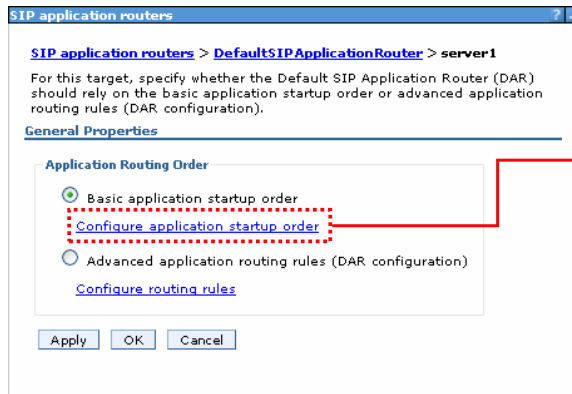 SIP application routers ?
SIP application routers > DefaultSIPApplicationRouter > server1
For this target, specify whether the Default SIP Application Router (DAR)
should rely on the basic application startup order or advanced application
routing rules (DAR configuration).
General Properties
Application Routing Order
Basic application startup order
Configure application startup order
Advanced application routing rules (DAR configuration)
Configure routing rules
Apply OK Cancel